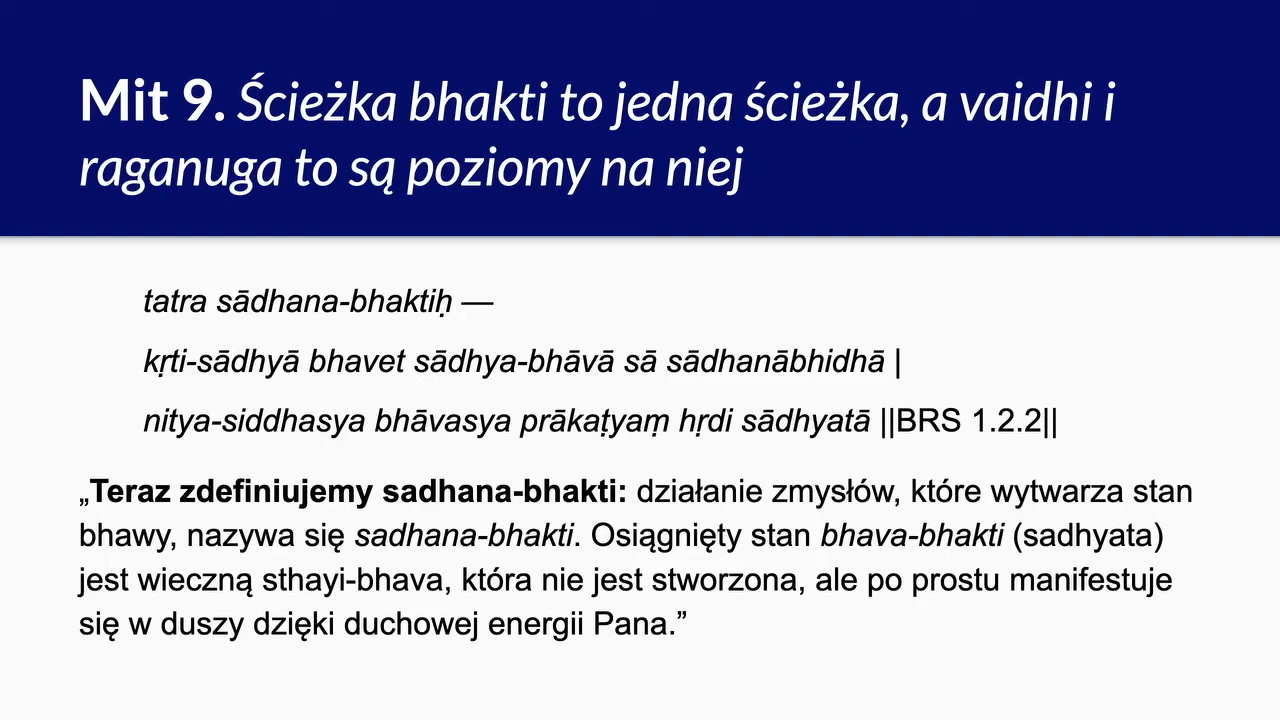 Mit 9. Ścieżka bhakti to jedna ścieżka, a vaidhi i
raganuga to są poziomy na niej
tatra sādhana-bhaktiḥ —
kṛti-sādhyā bhavet sādhya-bhāvā sā sādhanābhidhā |
nitya-siddhasya bhāvasya prākaṭyaṃ hṛdi sādhyatā ||BRS 1.2.2||
„Teraz zdefiniujemy sadhana-bhakti: działanie zmysłów, które wytwarza stan
bhawy, nazywa się sadhana-bhakti. Osiągnięty stan bhava-bhakti (sadhyata)
jest wieczną sthayi-bhava, która nie jest stworzona, ale po prostu manifestuje
się w duszy dzięki duchowej energii Pana.”